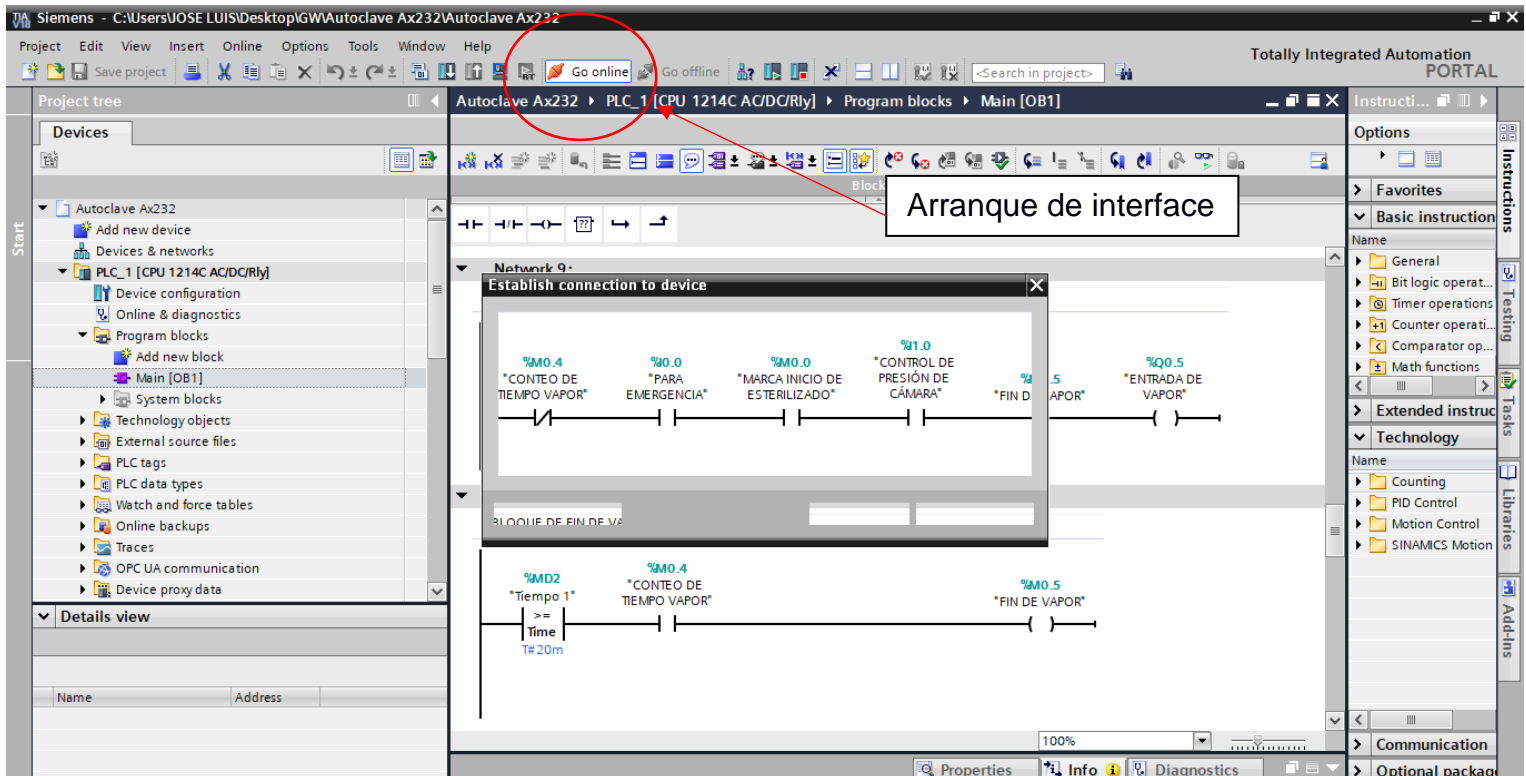 Siemens - C:\Users\JOSE LUIS\Desktop\GW\Autoclave Ax232\Autoclave Ax232
Project Edit View Insert Online Options Tools Window Help
Totally Integrated Automation
PORTAL
Save project
Go online
Go offline
<Search in project>
Project tree
Autoclave Ax232 PLC_1 [CPU 1214C AC/DC/Rly] Program blocks Main [OB1]
Instructi...
Devices
Options
Start
Block
Arranque de interface
Autoclave Ax232
Add new device
Devices & networks
PLC_1 [CPU 1214C AC/DC/Rly]
Device configuration
Online & diagnostics
Program blocks
Add new block
Main [OB1]
System blocks
Technology objects
External source files
PLC tags
PLC data types
Watch and force tables
Online backups
Traces
OPC UA communication
Device proxy data
Details view
Name Address
Network 9:
Establish connection to device
%M0.4
"CONTEO DE
TIEMPO VAPOR"
%I0.0
"PARA
EMERGENCIA"
%M0.0
"MARCA INICIO DE
ESTERILIZADO"
%I1.0
"CONTROL DE
PRESIÓN DE
CÁMARA"
.5
"FIN D APOR"
%Q0.5
"ENTRADA DE
VAPOR"
BLOQUE DE FIN DE VA
%MD2
"Tiempo 1"
>=
Time
T#20m
%M0.4
"CONTEO DE
TIEMPO VAPOR"
%M0.5
"FIN DE VAPOR"
100%
Properties Info Diagnostics
Favorites
Basic instruction
Name
General
Bit logic operat...
Timer operations
Counter operati...
Comparator op...
Math functions
Extended instruc
Technology
Name
Counting
PID Control
Motion Control
SINAMICS Motion
Communication
Optional packag
Instructions
Testing
Tasks
Libraries
Add-Ins